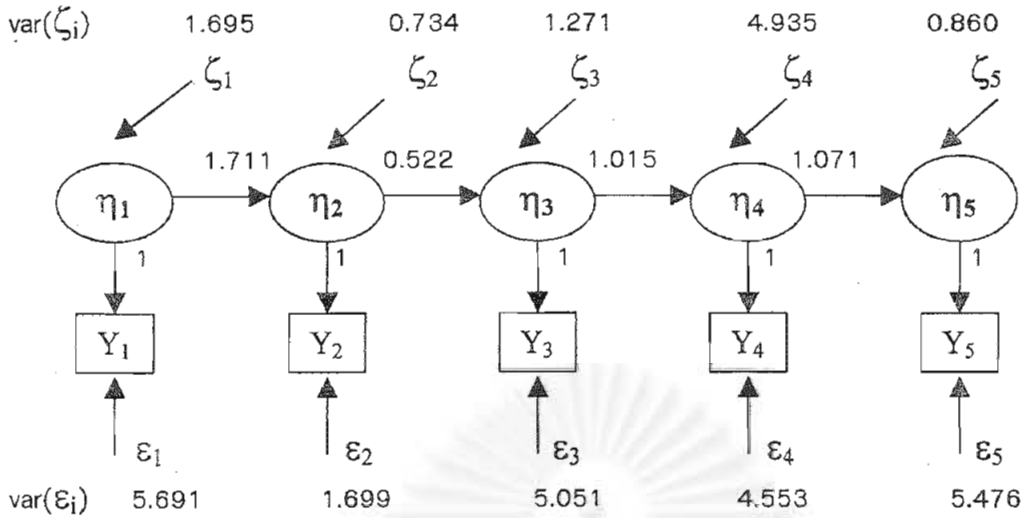 var(ζi) 1.695 0.734 1.271 4.935 0.860
ζ1 ζ2 ζ3 ζ4 ζ5
1.711 0.522 1.015 1.071
η1 η2 η3 η4 η5
1 1 1 1 1
Y1 Y2 Y3 Y4 Y5
ε1 ε2 ε3 ε4 ε5
var(εi) 5.691 1.699 5.051 4.553 5.476